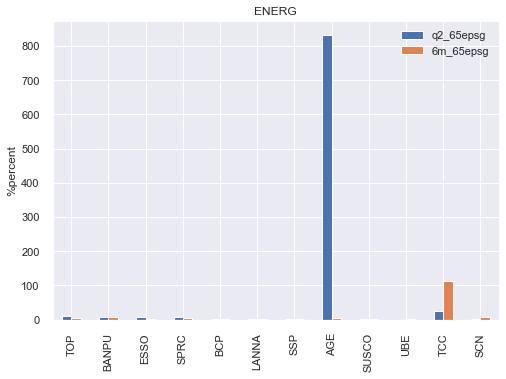 ENERG
q2_65epsg
6m_65epsg
%percent
800
700
600
500
400
300
200
100
0
TOP
BANPU
ESSO
SPRC
BCP
LANNA
SSP
AGE
SUSCO
UBE
TCC
SCN